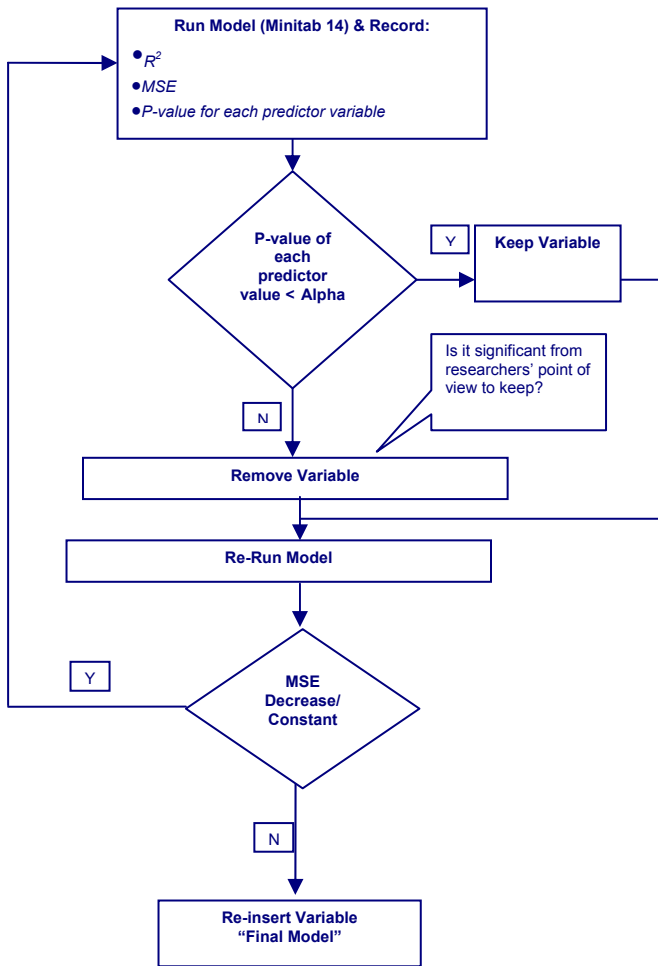 Run Model (Minitab 14) & Record:
•R²
•MSE
•P-value for each predictor variable
P-value of
each
predictor
value < Alpha
Y
Keep Variable
Is it significant from
researchers' point of
view to keep?
N
Remove Variable
Re-Run Model
Y
MSE
Decrease/
Constant
N
Re-insert Variable
"Final Model"